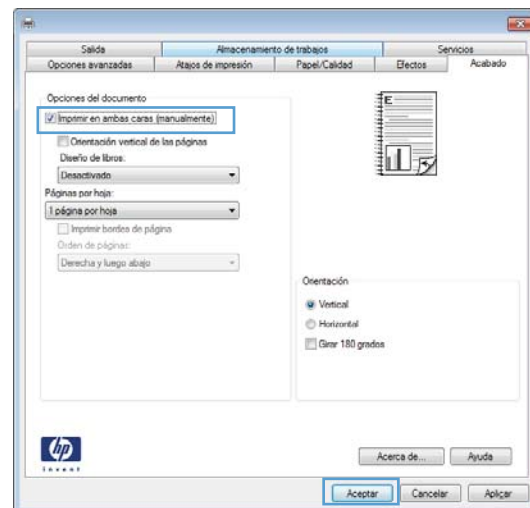 Salida Almacenamiento de trabajos Servicios
Opciones avanzadas Atajos de impresión Papel/Calidad Efectos Acabado
Opciones del documento
Imprimir en ambas caras (manualmente)
Orientación vertical de las páginas
Diseño de libros:
Desactivado
Páginas por hoja:
1 página por hoja
Imprimir bordes de página
Orden de páginas:
Derecha y luego abajo
E
Orientación
Vertical
Horizontal
Girar 180 grados
hp
invent
Acerca de... Ayuda
Aceptar Cancelar Aplicar